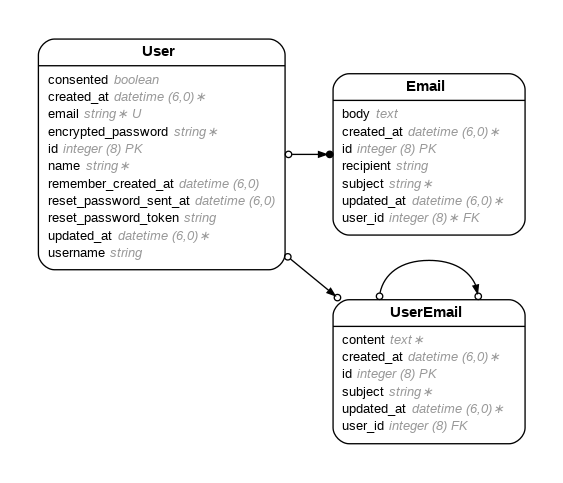 User
consented boolean
created_at datetime (6,0)∗
email string∗ U
encrypted_password string∗
id integer (8) PK
name string∗
remember_created_at datetime (6,0)
reset_password_sent_at datetime (6,0)
reset_password_token string
updated_at datetime (6,0)∗
username string
Email
body text
created_at datetime (6,0)∗
id integer (8) PK
recipient string
subject string∗
updated_at datetime (6,0)∗
user_id integer (8)∗ FK
UserEmail
content text∗
created_at datetime (6,0)∗
id integer (8) PK
subject string∗
updated_at datetime (6,0)∗
user_id integer (8) FK